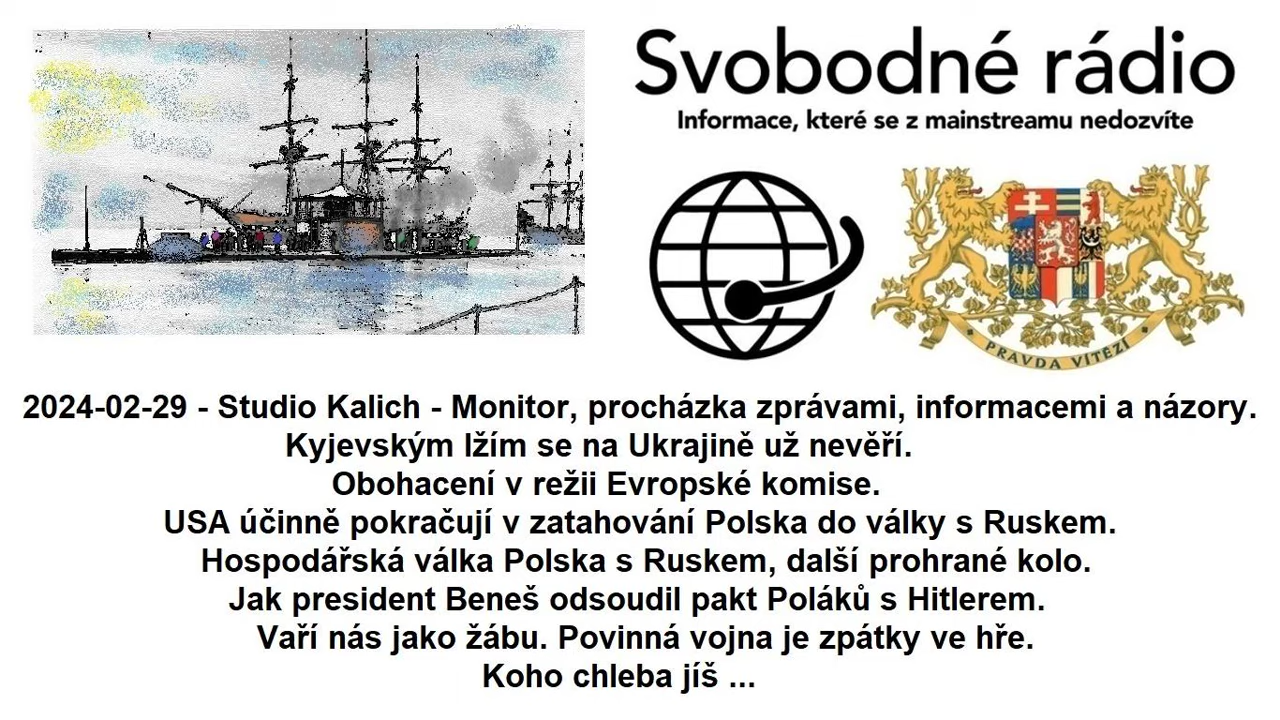 Svobodné rádio
Informace, které se z mainstreamu nedozvíte
PRAVDA VÍTĚZÍ
2024-02-29 - Studio Kalich - Monitor, procházka zprávami, informacemi a názory.
Kyjevským lžím se na Ukrajině už nevěří.
Obohacení v režii Evropské komise.
USA účinně pokračují v zatahování Polska do války s Ruskem.
Hospodářská válka Polska s Ruskem, další prohrané kolo.
Jak president Beneš odsoudil pakt Poláků s Hitlerem.
Vaří nás jako žábu. Povinná vojna je zpátky ve hře.
Koho chleba jíš ...